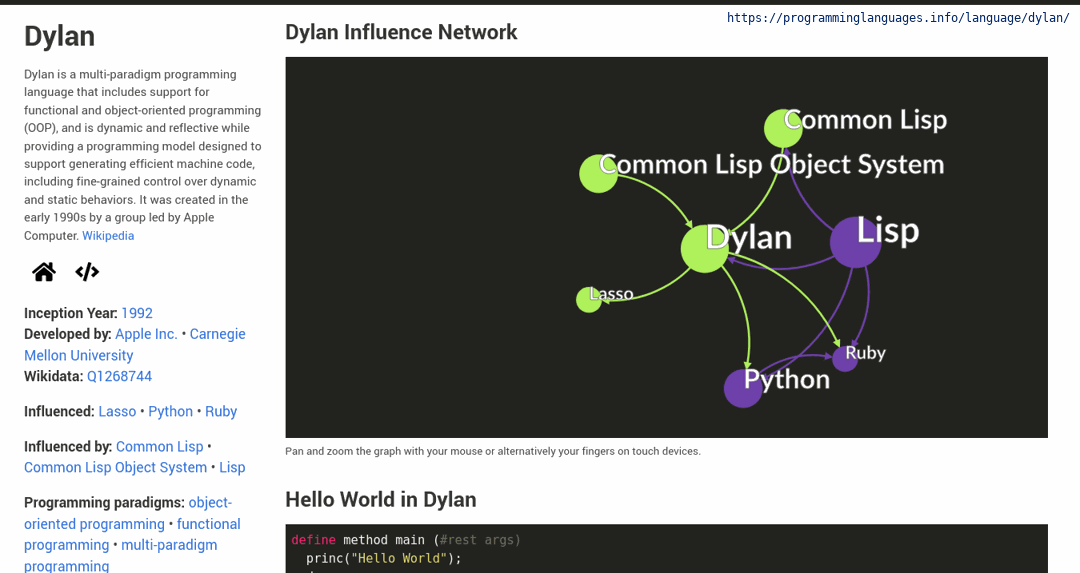 https://programminglanguages.info/language/dylan/
Dylan
Dylan is a multi-paradigm programming
language that includes support for
functional and object-oriented programming
(OOP), and is dynamic and reflective while
providing a programming model designed to
support generating efficient machine code,
including fine-grained control over dynamic
and static behaviors. It was created in the
early 1990s by a group led by Apple
Computer. Wikipedia
Inception Year: 1992
Developed by: Apple Inc. • Carnegie
Mellon University
Wikidata: Q1268744
Influenced: Lasso • Python • Ruby
Influenced by: Common Lisp •
Common Lisp Object System • Lisp
Programming paradigms: object-
oriented programming • functional
programming • multi-paradigm
programming
Dylan Influence Network
Common Lisp
Common Lisp Object System
Dylan
Lisp
Lasso
Ruby
Python
Pan and zoom the graph with your mouse or alternatively your fingers on touch devices.
Hello World in Dylan
define method main (#rest args)
princ("Hello World");